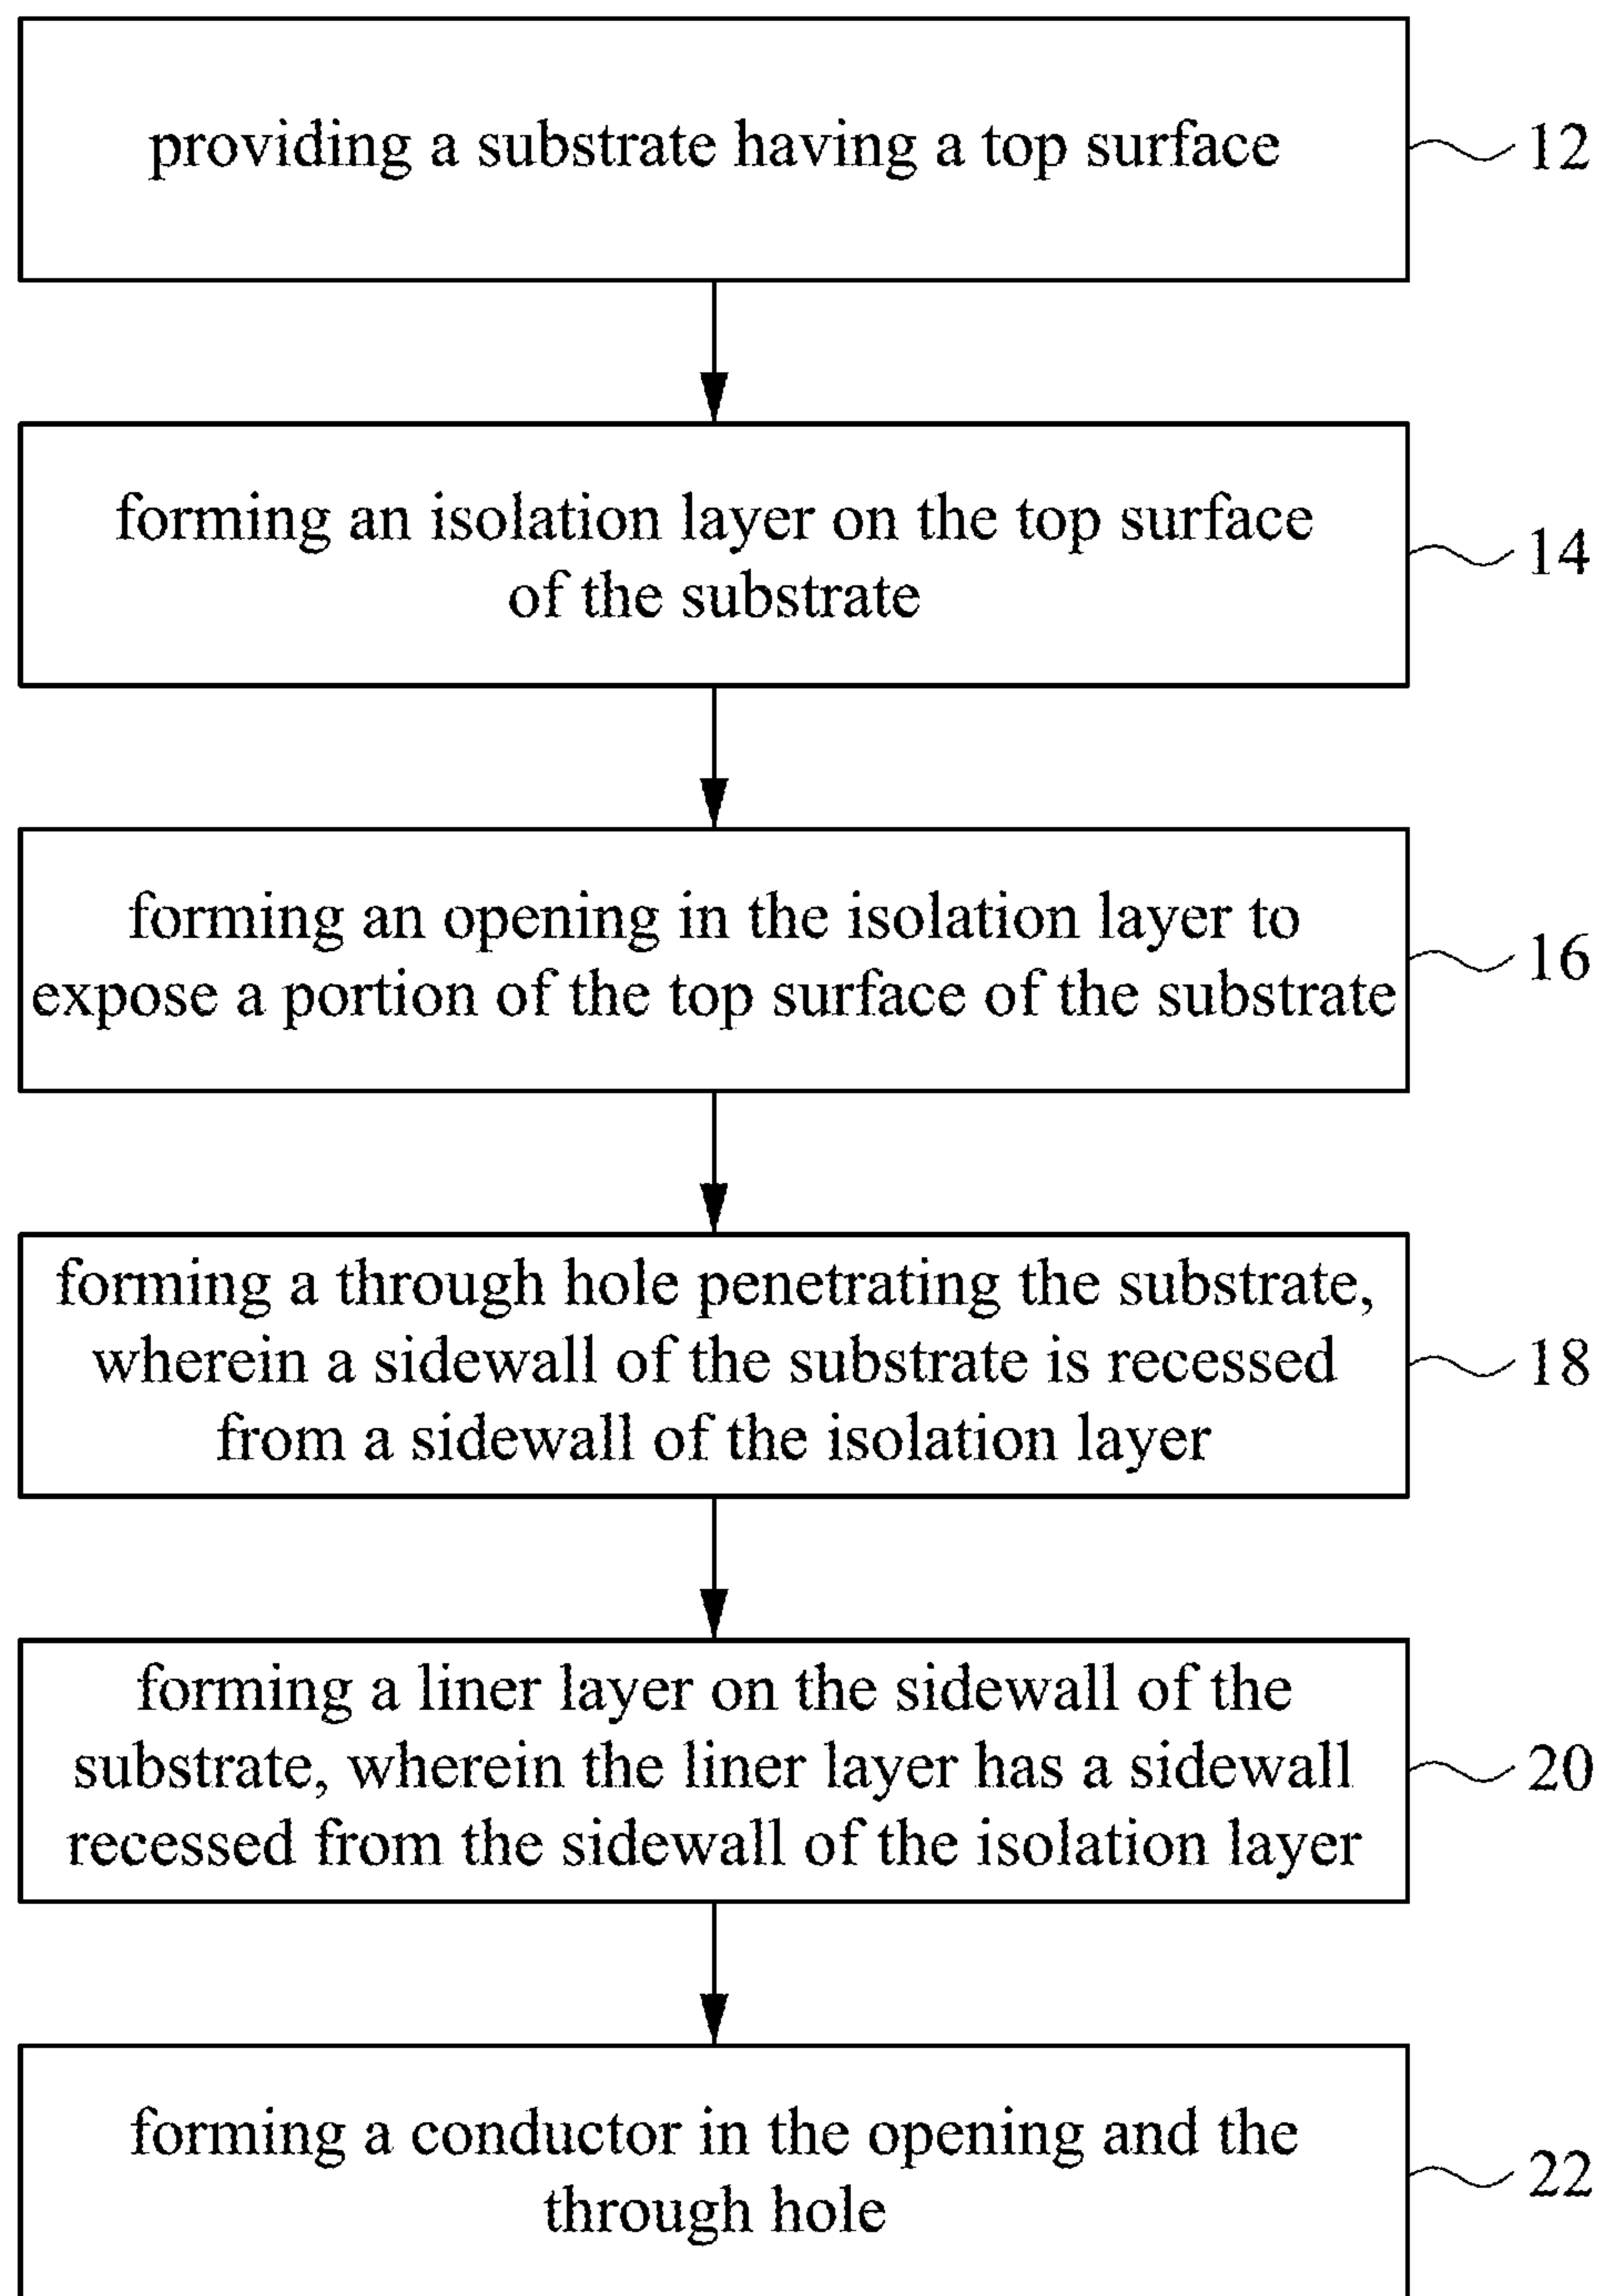 providing a substrate having a top surface
12
forming an isolation layer on the top surface
of the substrate
14
forming an opening in the isolation layer to
expose a portion of the top surface of the substrate
16
forming a through hole penetrating the substrate,
wherein a sidewall of the substrate is recessed
from a sidewall of the isolation layer
18
forming a liner layer on the sidewall of the
substrate, wherein the liner layer has a sidewall
recessed from the sidewall of the isolation layer
20
forming a conductor in the opening and the
through hole
22